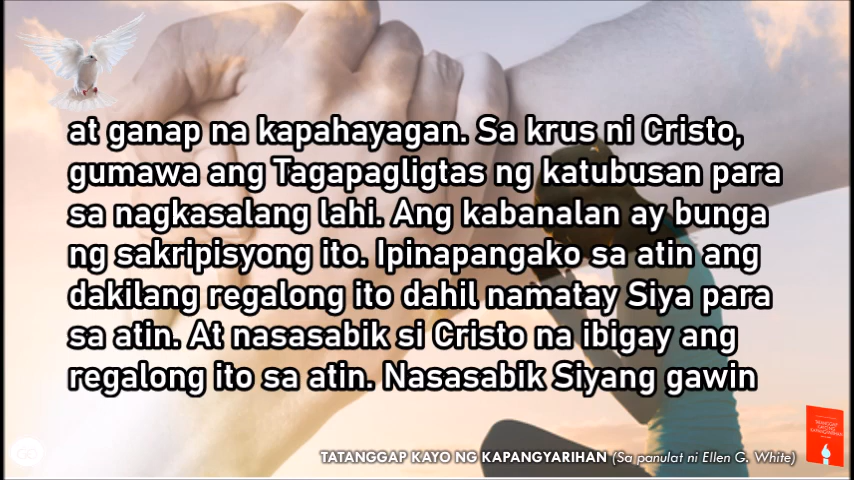 at ganap na kapahayagan. Sa krus ni Cristo,
gumawa ang Tagapagligtas ng katubusan para
sa nagkasalang lahi. Ang kabanalan ay bunga
ng sakripisyong ito. Ipinapangako sa atin ang
dakilang regalong ito dahil namatay Siya para
sa atin. At nasasabik si Cristo na ibigay ang
regalong ito sa atin. Nasasabik Siyang gawin
TATANGGAP KAYO NG KAPANGYARIHAN (Sa panulat ni Ellen G. White)